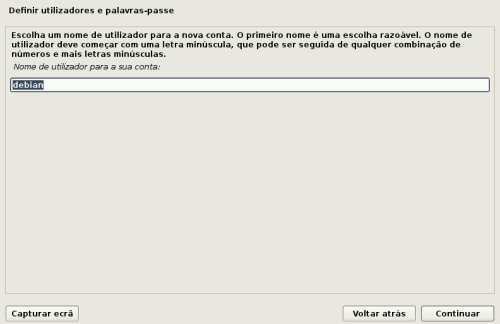 Definir utilizadores e palavras-passe
Escolha um nome de utilizador para a nova conta. O primeiro nome é uma escolha razoável. O nome de
utilizador deve começar com uma letra minúscula, que pode ser seguida de qualquer combinação de
números e mais letras minúsculas.
Nome de utilizador para a sua conta:
debian
Capturar ecrã
Voltar atrás
Continuar